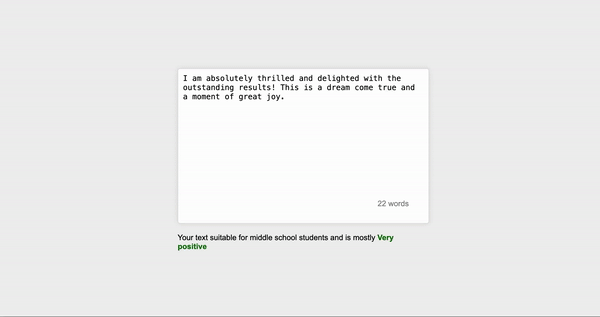 I am absolutely thrilled and delighted with the
outstanding results! This is a dream come true and
a moment of great joy.
22 words
Your text suitable for middle school students and is mostly Very
positive